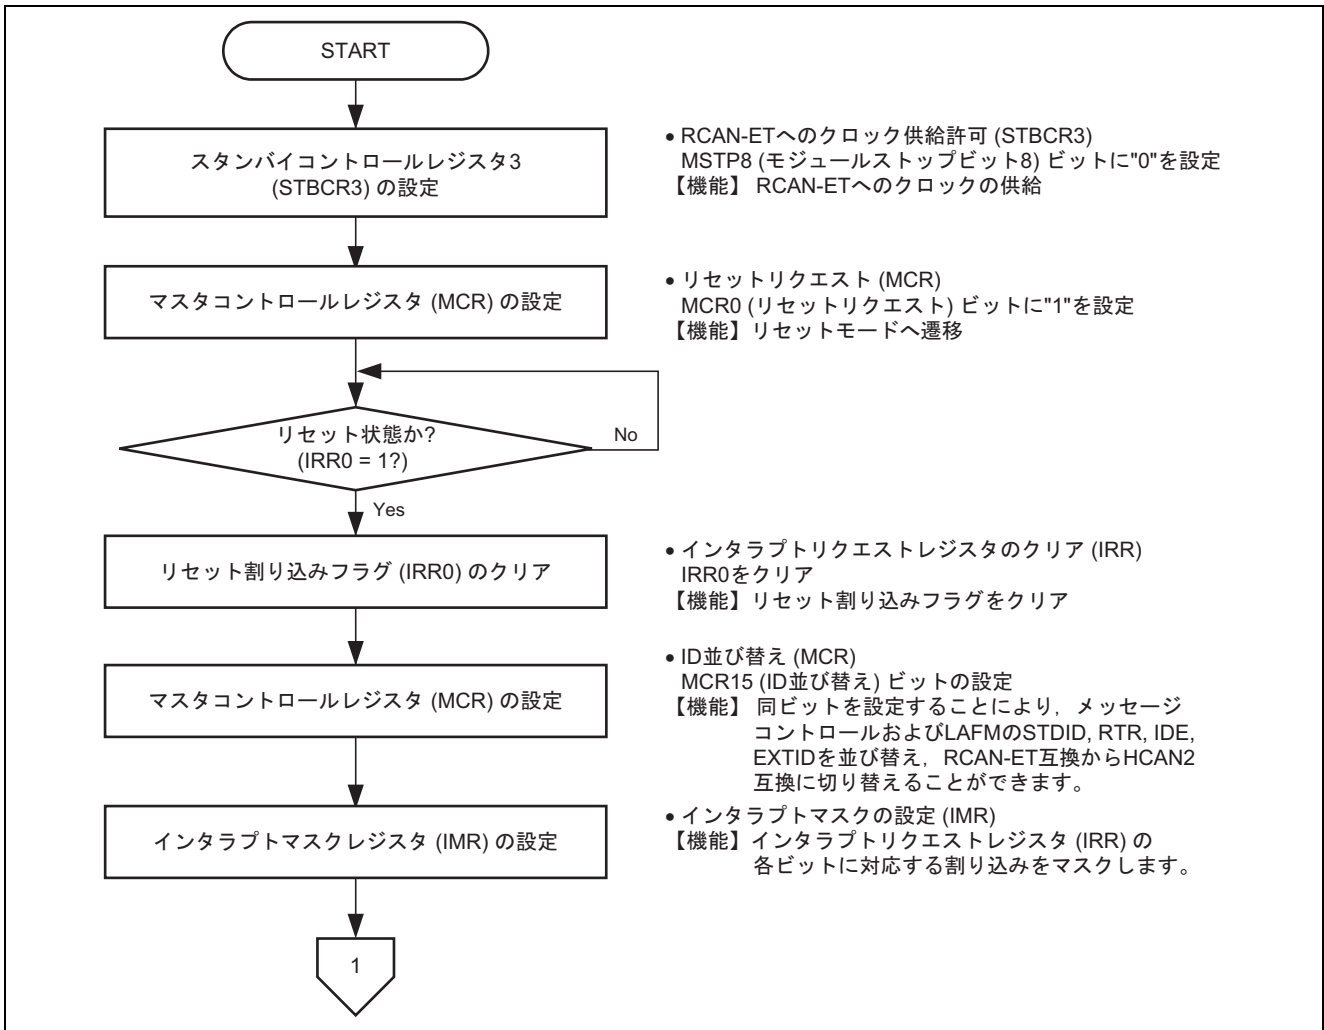 START
スタンバイコントロールレジスタ3
(STBCR3) の設定
• RCAN-ETへのクロック供給許可 (STBCR3)
MSTP8 (モジュールストップビット8) ビットに"0"を設定
【機能】 RCAN-ETへのクロックの供給
マスタコントロールレジスタ (MCR) の設定
• リセットリクエスト (MCR)
MCR0 (リセットリクエスト) ビットに"1"を設定
【機能】リセットモードへ遷移
リセット状態か?
(IRR0 = 1?)
No
Yes
リセット割り込みフラグ (IRR0) のクリア
• インタラプトリクエストレジスタのクリア (IRR)
IRR0をクリア
【機能】リセット割り込みフラグをクリア
マスタコントロールレジスタ (MCR) の設定
• ID並び替え (MCR)
MCR15 (ID並び替え) ビットの設定
【機能】 同ビットを設定することにより，メッセージ
コントロールおよびLAFMのSTDID, RTR, IDE,
EXTIDを並び替え，RCAN-ET互換からHCAN2
互換に切り替えることができます。
インタラプトマスクレジスタ (IMR) の設定
• インタラプトマスクの設定 (IMR)
【機能】インタラプトリクエストレジスタ (IRR) の
各ビットに対応する割り込みをマスクします。
1